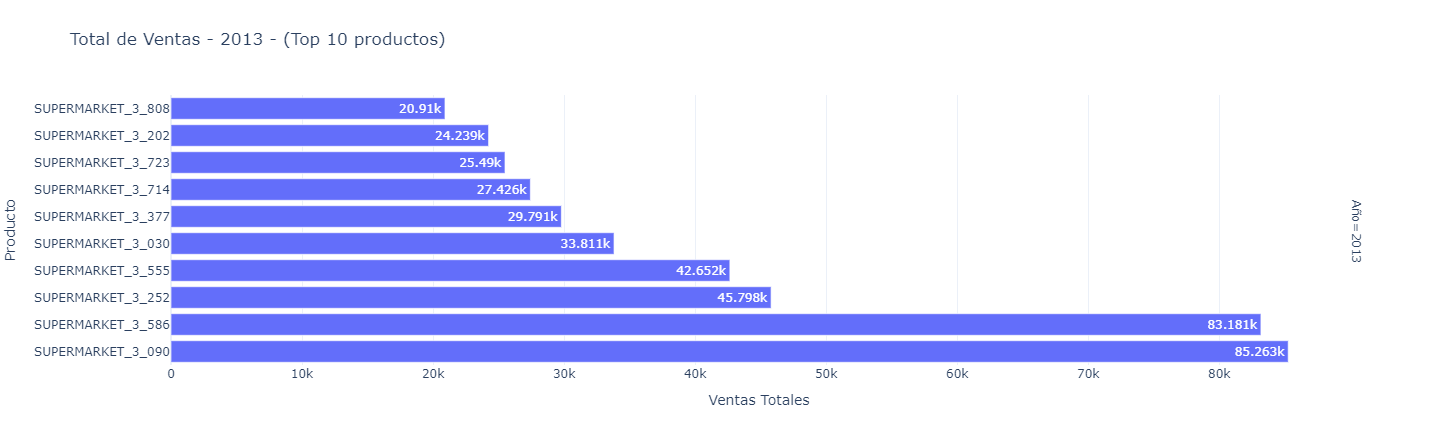 Total de Ventas - 2013 - (Top 10 productos)
Producto
SUPERMARKET_3_808 20.91k
SUPERMARKET_3_202 24.239k
SUPERMARKET_3_723 25.49k
SUPERMARKET_3_714 27.426k
SUPERMARKET_3_377 29.791k
SUPERMARKET_3_030 33.811k
SUPERMARKET_3_555 42.652k
SUPERMARKET_3_252 45.798k
SUPERMARKET_3_586 83.181k
SUPERMARKET_3_090 85.263k
0 10k 20k 30k 40k 50k 60k 70k 80k
Ventas Totales
Año=2013